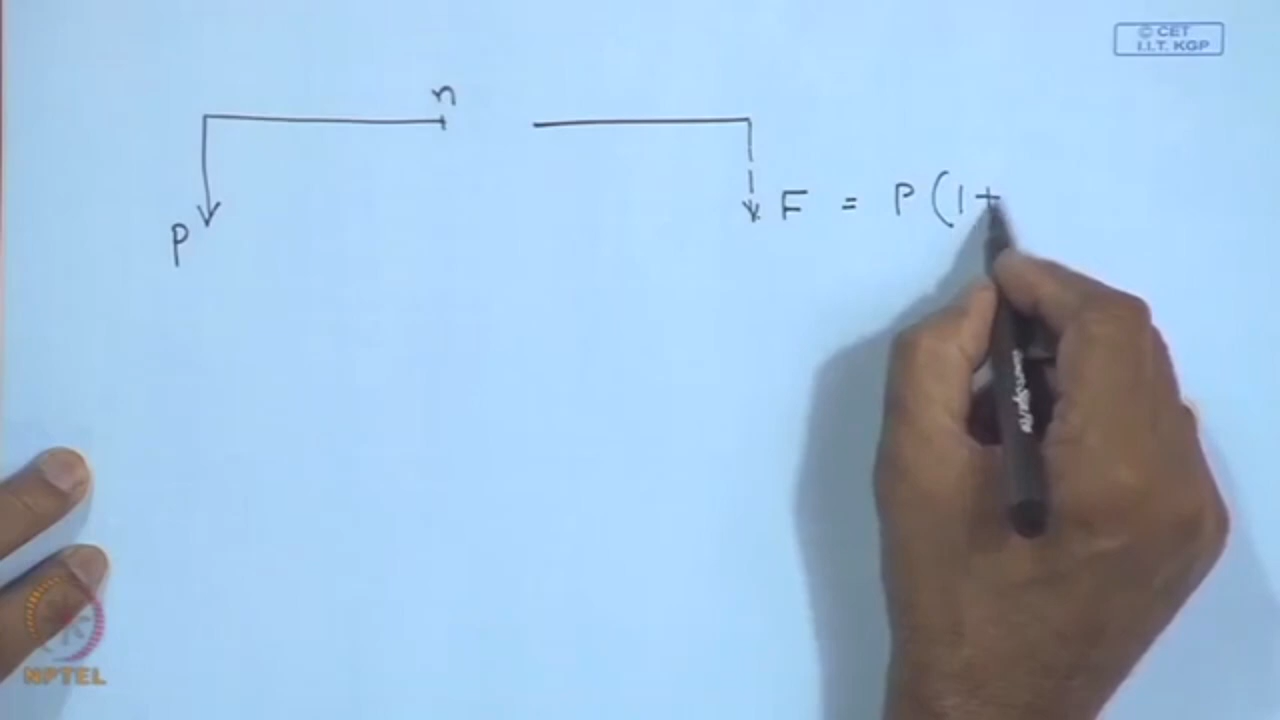 © CET
I.I.T. KGP
n
P
F = P(1+
NPTEL